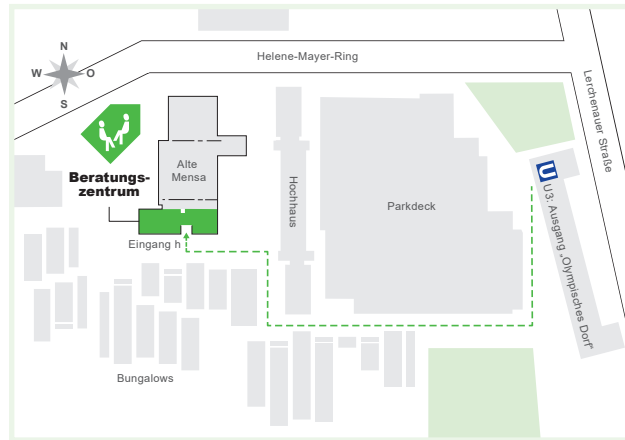 N
W O
S
Helene-Mayer-Ring
Lerchenauer Straße
Beratungs-
zentrum
Alte
Mensa
Hochhaus
Parkdeck
U U3: Ausgang „Olympisches Dorf“
Eingang h
Bungalows